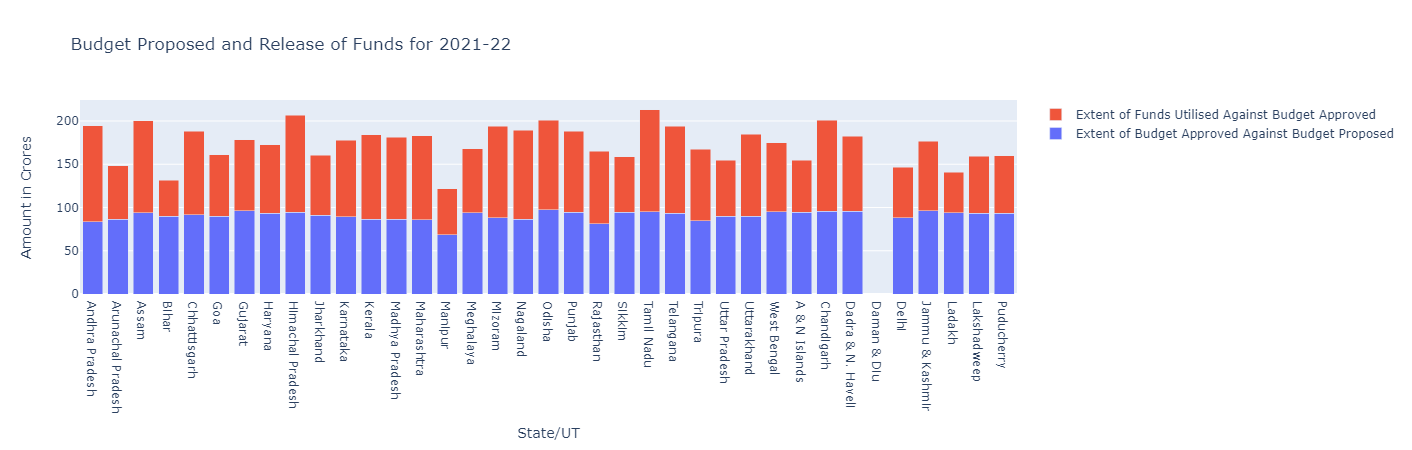 Budget Proposed and Release of Funds for 2021-22
Extent of Funds Utilised Against Budget Approved
Extent of Budget Approved Against Budget Proposed
Amount in Crores
200
150
100
50
0
Andhra Pradesh
Arunachal Pradesh
Assam
Bihar
Chhattisgarh
Goa
Gujarat
Haryana
Himachal Pradesh
Jharkhand
Karnataka
Kerala
Madhya Pradesh
Maharashtra
Manipur
Meghalaya
Mizoram
Nagaland
Odisha
Punjab
Rajasthan
Sikkim
Tamil Nadu
Telangana
Tripura
Uttar Pradesh
Uttarakhand
West Bengal
A & N Islands
Chandigarh
Dadra & N. Haveli
Daman & Diu
Delhi
Jammu & Kashmir
Ladakh
Lakshadweep
Puducherry
State/UT